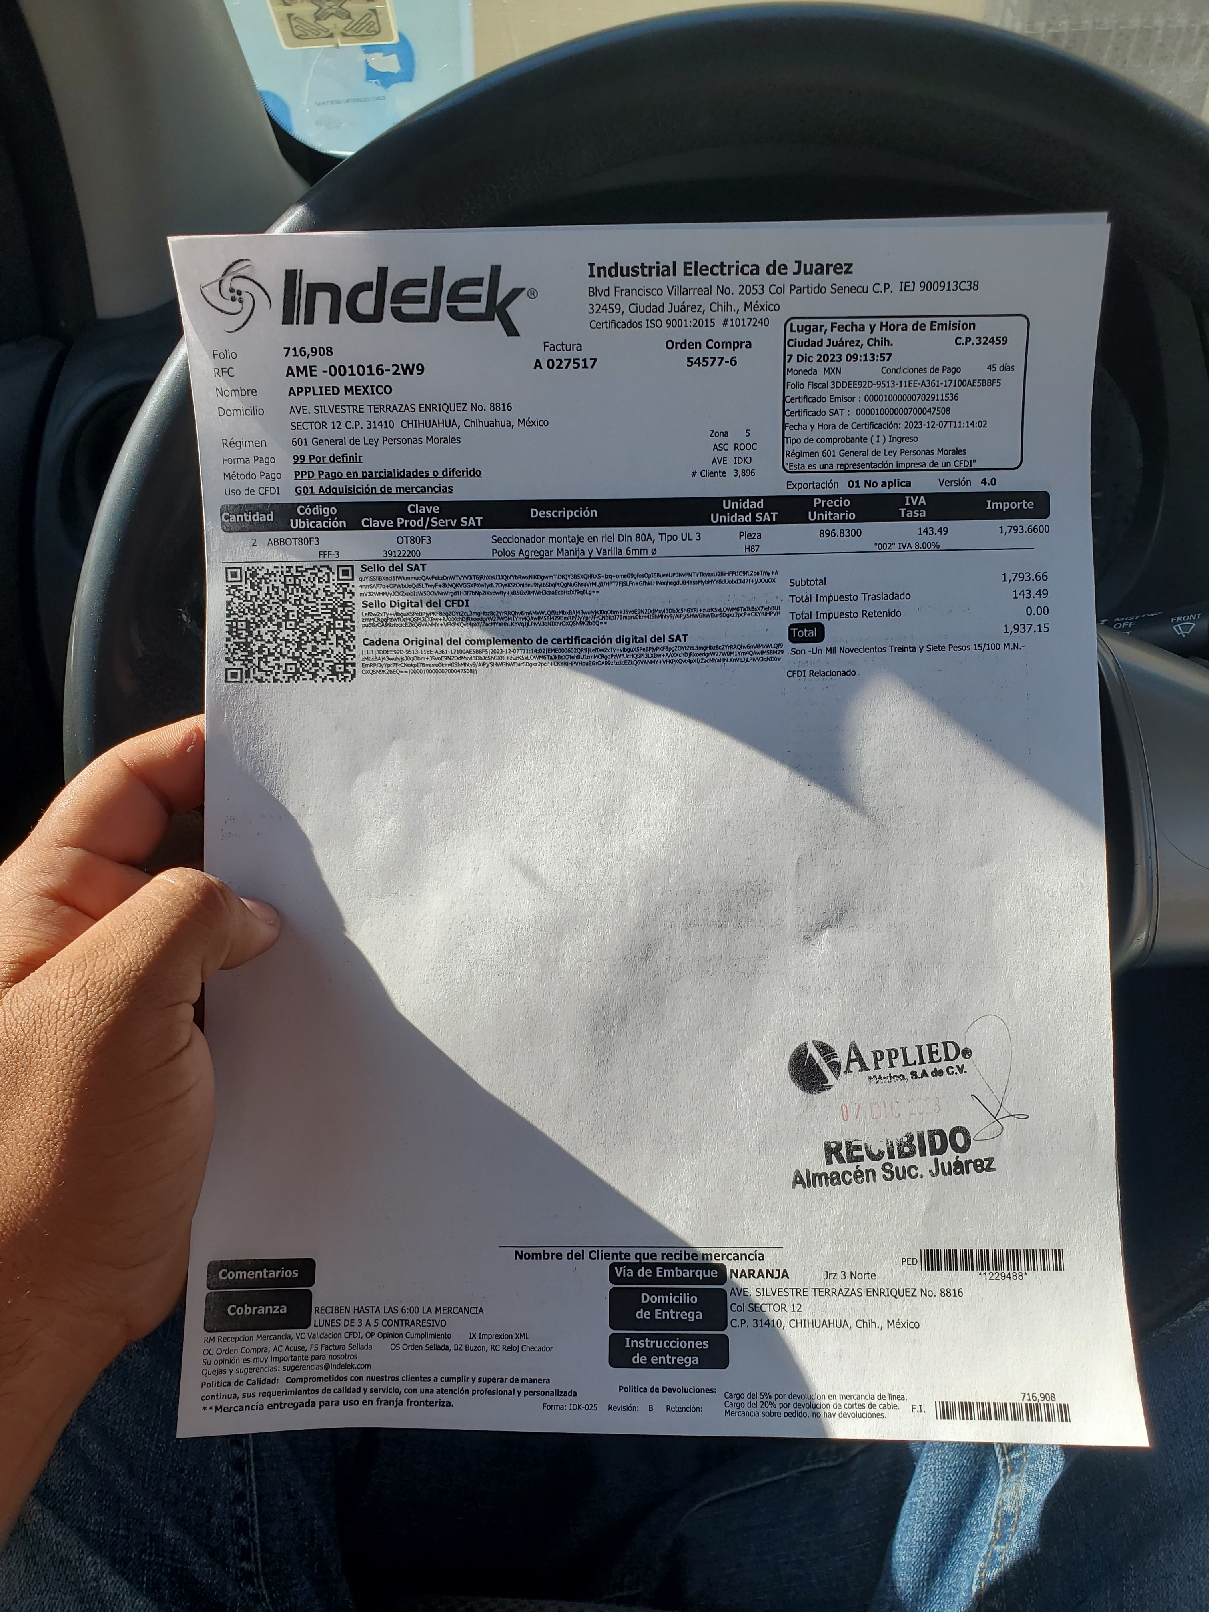 Indelek®
Industrial Electrica de Juarez
Blvd Francisco Villarreal No. 2053 Col Partido Senecu C.P. IEJ 900913C38
32459, Ciudad Juárez, Chih., México
Certificados ISO 9001:2015 #1017240
Folio 716,908
Factura
A 027517
Orden Compra
54577-6
RFC AME -001016-2W9
Nombre APPLIED MEXICO
Domicilio AVE. SILVESTRE TERRAZAS ENRIQUEZ No. 8816
SECTOR 12 C.P. 31410 CHIHUAHUA, Chihuahua, México
Régimen 601 General de Ley Personas Morales
Forma Pago 99 Por definir
Método Pago PPD Pago en parcialidades o diferido
Uso de CFDI G01 Adquisición de mercancias
Zona 5
ASC ROOC
AVE IDKJ
# Cliente 3,896
Lugar, Fecha y Hora de Emision
Ciudad Juárez, Chih. C.P.32459
7 Dic 2023 09:13:57
Moneda MXN Condiciones de Pago 45 días
Folio Fiscal 3DDEE92D-9513-11EE-A361-17100AE5BBF5
Certificado Emisor : 00001000000702911536
Certificado SAT : 00001000000700047508
Fecha y Hora de Certificación: 2023-12-07T11:14:02
Tipo de comprobante ( I ) Ingreso
Régimen 601 General de Ley Personas Morales
"Esta es una representación impresa de un CFDI"
Exportación 01 No aplica Versión 4.0
Cantidad Código Ubicación Clave Clave Prod/Serv SAT Descripción Unidad Unidad SAT Precio Unitario IVA Tasa Importe
2 ABBOT80F3 OT80F3 Seccionador montaje en riel Din 80A, Tipo UL 3 Pieza 896.8300 143.49 1,793.6600
FFF-3 39122200 Polos Agregar Manija y Varilla 6mm ø H87 "002" IVA 8.00%
Sello del SAT
Sello Digital del CFDI
Cadena Original del complemento de certificación digital del SAT
Subtotal 1,793.66
Total Impuesto Trasladado 143.49
Total Impuesto Retenido 0.00
Total 1,937.15
Son -Un Mil Novecientos Treinta y Siete Pesos 15/100 M.N.-
CFDI Relacionado
APPLIED®
México, S.A de C.V.
07 DIC
RECIBIDO
Almacén Suc. Juárez
Nombre del Cliente que recibe mercancía
Comentarios
Cobranza
RECIBEN HASTA LAS 6:00 LA MERCANCIA
LUNES DE 3 A 5 CONTRARESIVO
Vía de Embarque NARANJA Jrz 3 Norte
PED
*1229488*
Domicilio de Entrega
AVE. SILVESTRE TERRAZAS ENRIQUEZ No. 8816
Col SECTOR 12
C.P. 31410, CHIHUAHUA, Chih., México
Instrucciones de entrega
RM Recepcion Mercancia, VC Validacion CFDI, OP Opinion Cumplimiento IX Impresion XML
OC Orden Compra, AC Acuse, FS Factura Sellada OS Orden Sellada, DZ Buzon, RC Reloj Checador
Su opinión es muy importante para nosotros
Quejas y sugerencias: sugerencias@indelek.com
Política de Calidad: Comprometidos con nuestros clientes a cumplir y superar de manera
continua, sus requerimientos de calidad y servicio, con una atención profesional y personalizada
**Mercancía entregada para uso en franja fronteriza.
Forma: IDK-025 Revisión: B Retención:
Política de Devoluciones:
Cargo del 5% por devolucion en mercancia de linea.
Cargo del 20% por devolucion de cortes de cable.
Mercancia sobre pedido, no hay devoluciones.
716,908
F.I.
OFF
FRONT